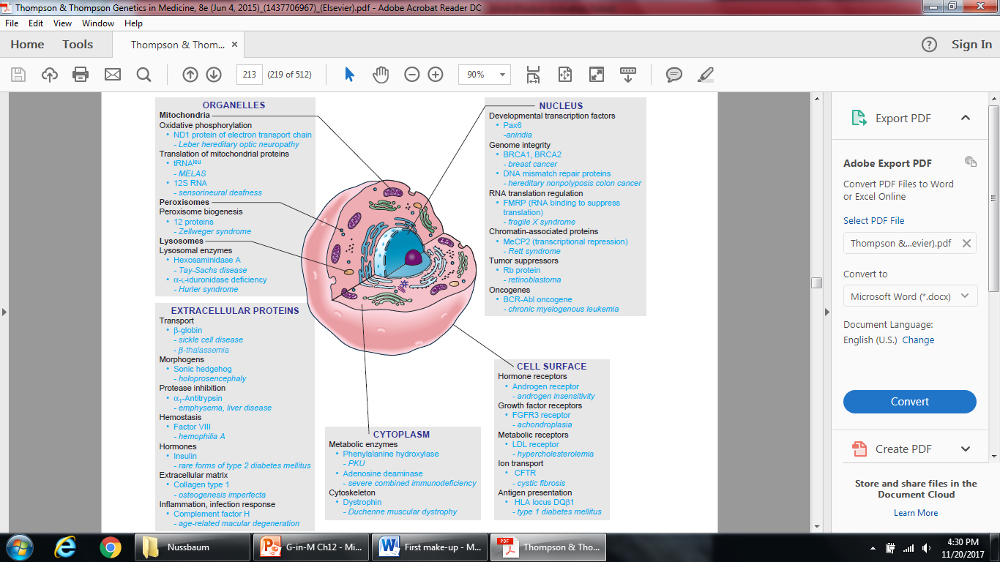 Thompson & Thompson Genetics in Medicine, 8e (Jun 4, 2015)_(1437706967)_(Elsevier).pdf - Adobe Acrobat Reader DC
File Edit View Window Help
Home Tools Thompson & Thom... × Sign In
213 (219 of 512) 90%
ORGANELLES
Mitochondria
Oxidative phosphorylation
• ND1 protein of electron transport chain
- Leber hereditary optic neuropathy
Translation of mitochondrial proteins
• tRNAleu
- MELAS
• 12S RNA
- sensorineural deafness
Peroxisomes
Peroxisome biogenesis
• 12 proteins
- Zellweger syndrome
Lysosomes
Lysosomal enzymes
• Hexosaminidase A
- Tay-Sachs disease
• α-L-iduronidase deficiency
- Hurler syndrome
EXTRACELLULAR PROTEINS
Transport
• β-globin
- sickle cell disease
- β-thalassemia
Morphogens
• Sonic hedgehog
- holoprosencephaly
Protease inhibition
• α1-Antitrypsin
- emphysema, liver disease
Hemostasis
• Factor VIII
- hemophilia A
Hormones
• Insulin
- rare forms of type 2 diabetes mellitus
Extracellular matrix
• Collagen type 1
- osteogenesis imperfecta
Inflammation, infection response
• Complement factor H
- age-related macular degeneration
CYTOPLASM
Metabolic enzymes
• Phenylalanine hydroxylase
- PKU
• Adenosine deaminase
- severe combined immunodeficiency
Cytoskeleton
• Dystrophin
- Duchenne muscular dystrophy
NUCLEUS
Developmental transcription factors
• Pax6
-aniridia
Genome integrity
• BRCA1, BRCA2
- breast cancer
• DNA mismatch repair proteins
- hereditary nonpolyposis colon cancer
RNA translation regulation
• FMRP (RNA binding to suppress
translation)
- fragile X syndrome
Chromatin-associated proteins
• MeCP2 (transcriptional repression)
- Rett syndrome
Tumor suppressors
• Rb protein
- retinoblastoma
Oncogenes
• BCR-Abl oncogene
- chronic myelogenous leukemia
CELL SURFACE
Hormone receptors
• Androgen receptor
- androgen insensitivity
Growth factor receptors
• FGFR3 receptor
- achondroplasia
Metabolic receptors
• LDL receptor
- hypercholesterolemia
Ion transport
• CFTR
- cystic fibrosis
Antigen presentation
• HLA locus DQβ1
- type 1 diabetes mellitus
Export PDF
Adobe Export PDF
Convert PDF Files to Word
or Excel Online
Select PDF File
Thompson &...evier).pdf
Convert to
Microsoft Word (*.docx)
Document Language:
English (U.S.) Change
Convert
Create PDF
Store and share files in the
Document Cloud
Learn More
Nussbaum
G-in-M Ch12 - Mi...
First make-up - M...
Thompson & Tho...
4:30 PM
11/20/2017